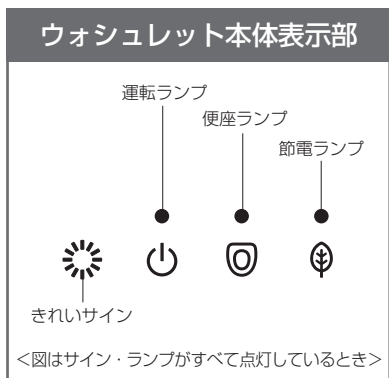 ウォシュレット本体表示部
運転ランプ
便座ランプ
節電ランプ
きれいサイン
＜図はサイン・ランプがすべて点灯しているとき＞